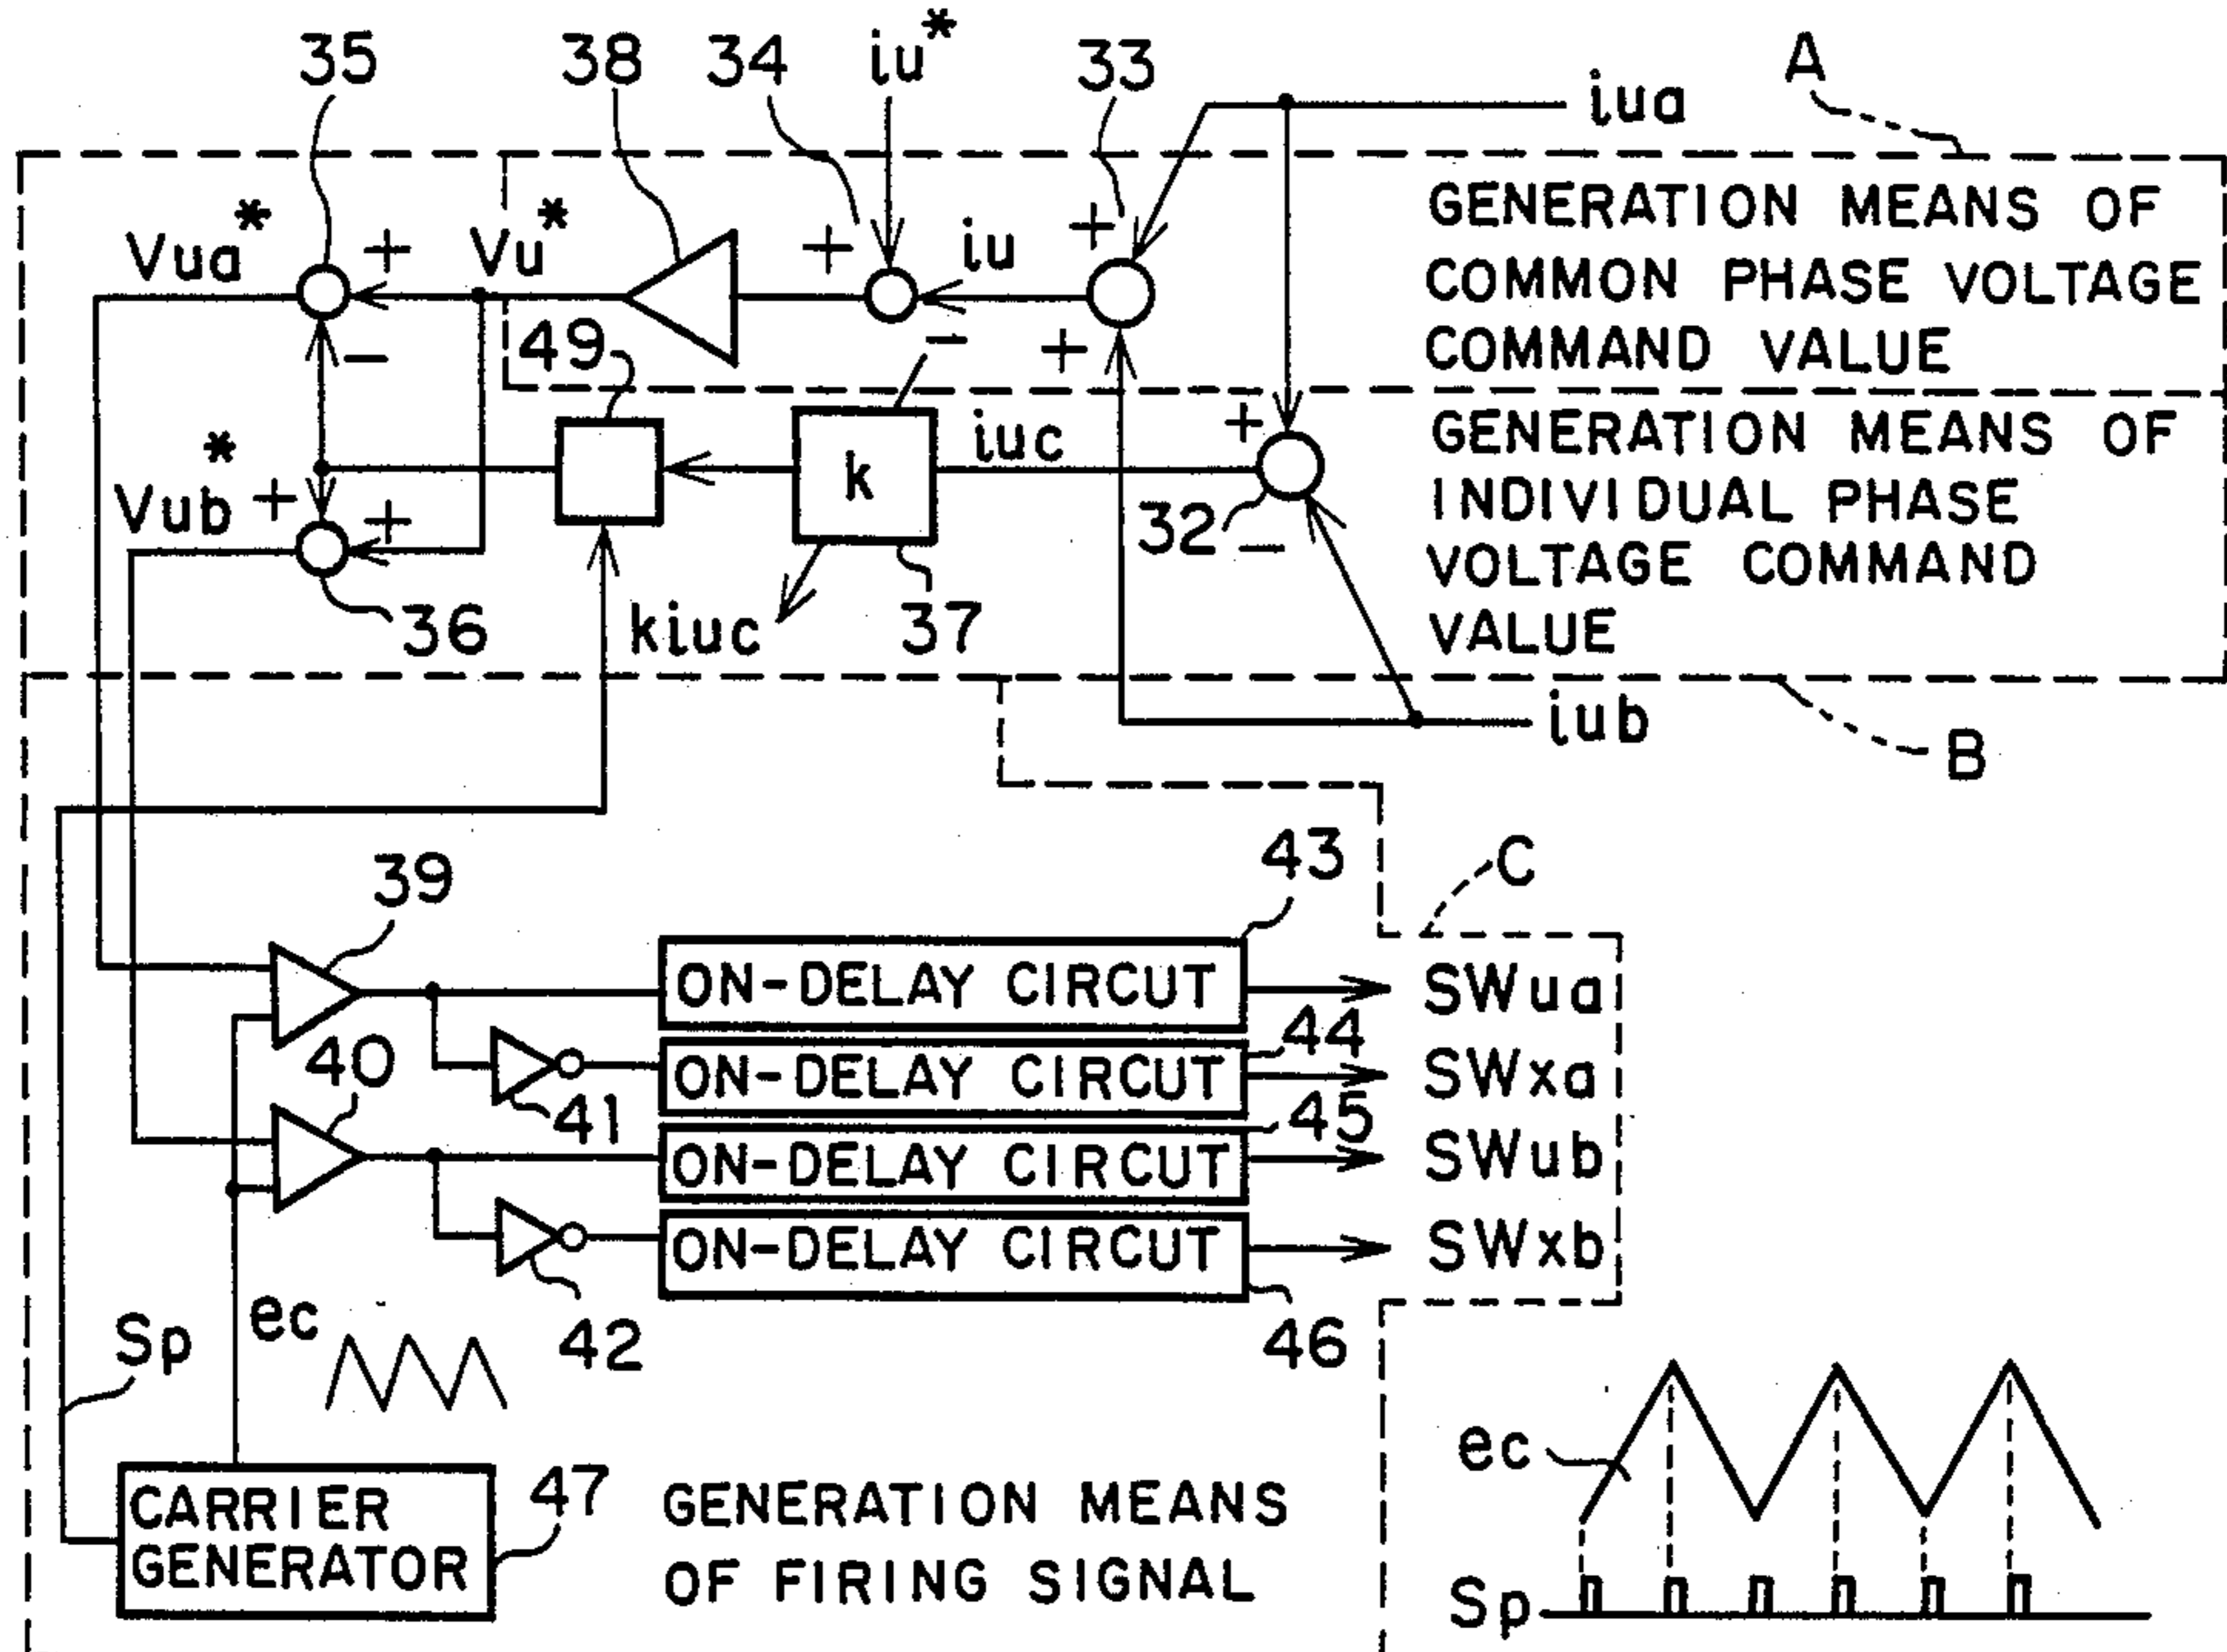 35
38
34
iu*
33
iua
A
Vua*
+
Vu*
+
iu
+
GENERATION MEANS OF
COMMON PHASE VOLTAGE
COMMAND VALUE
-
49
-
+
Vub*
+
+
k
iuc
+
32
-
GENERATION MEANS OF
INDIVIDUAL PHASE
VOLTAGE COMMAND
VALUE
36
kiuc
37
iub
B
39
43
C
ON-DELAY CIRCUT
SWua
40
44
41
ON-DELAY CIRCUT
SWxa
45
ON-DELAY CIRCUT
SWub
ON-DELAY CIRCUT
SWxb
42
46
Sp
ec
CARRIER
GENERATOR
47
GENERATION MEANS
OF FIRING SIGNAL
ec
Sp